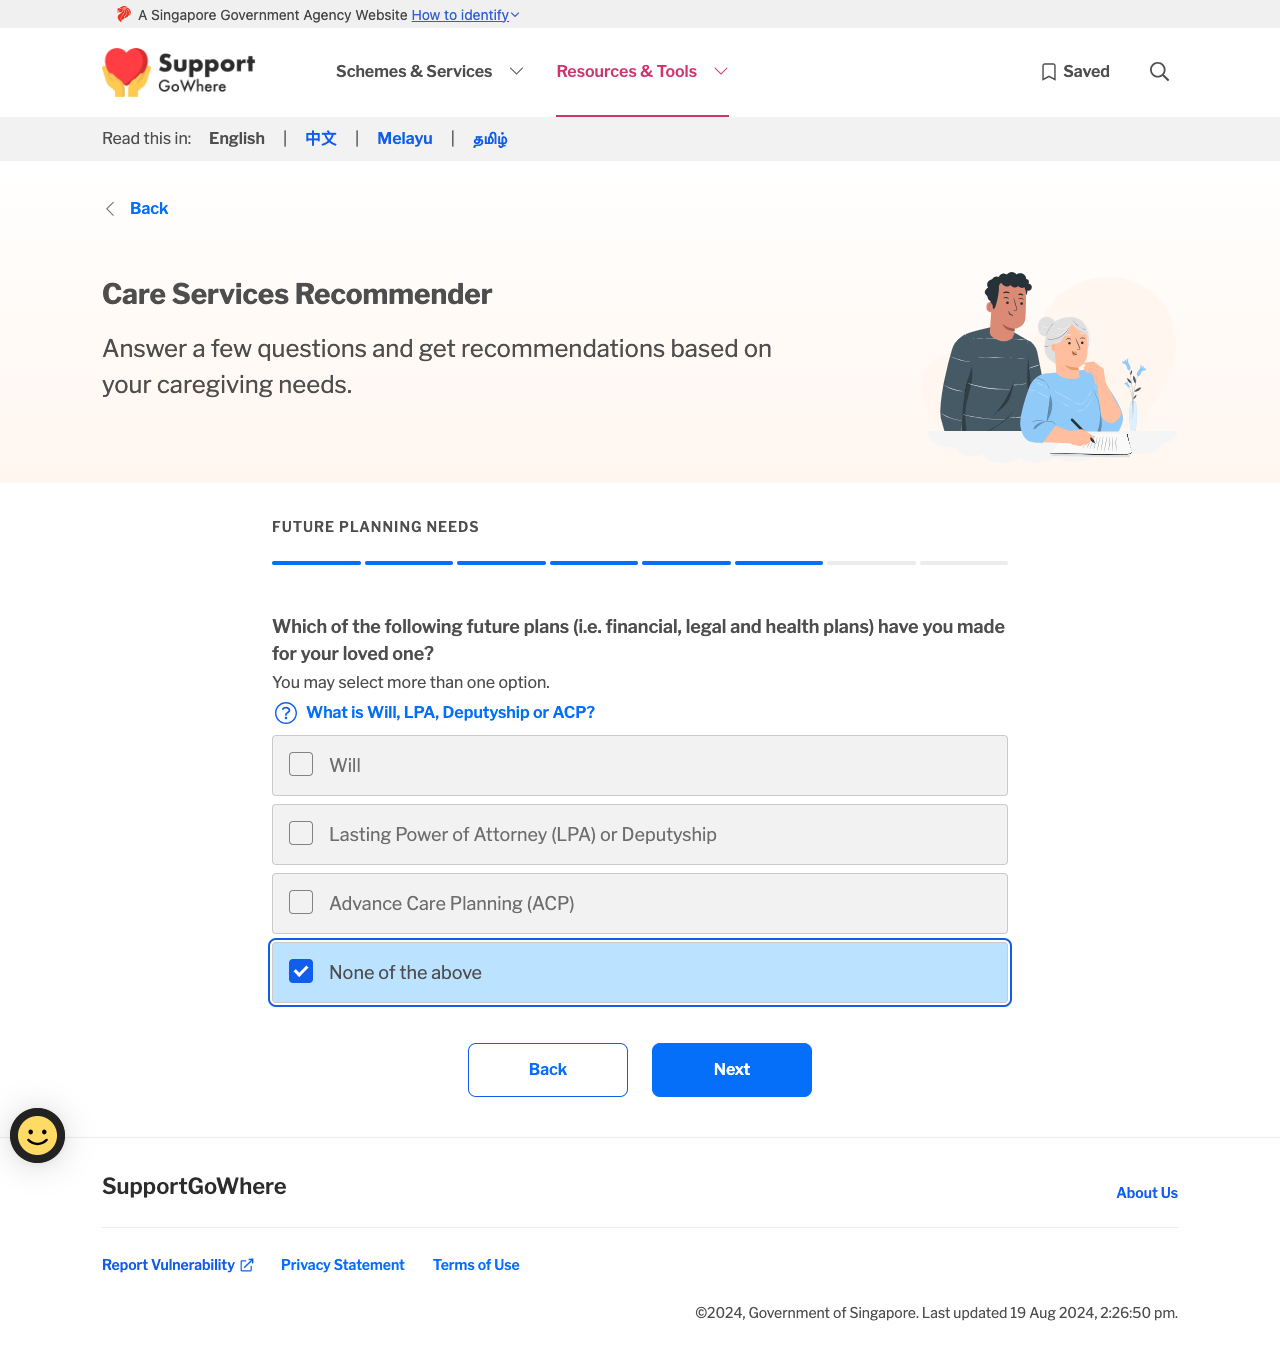 A Singapore Government Agency Website How to identify
Support
GoWhere
Schemes & Services
Resources & Tools
Saved
Read this in: English | 中文 | Melayu | தமிழ்
Back
Care Services Recommender
Answer a few questions and get recommendations based on
your caregiving needs.
FUTURE PLANNING NEEDS
Which of the following future plans (i.e. financial, legal and health plans) have you made
for your loved one?
You may select more than one option.
What is Will, LPA, Deputyship or ACP?
Will
Lasting Power of Attorney (LPA) or Deputyship
Advance Care Planning (ACP)
None of the above
Back
Next
SupportGoWhere
About Us
Report Vulnerability
Privacy Statement
Terms of Use
©2024, Government of Singapore. Last updated 19 Aug 2024, 2:26:50 pm.